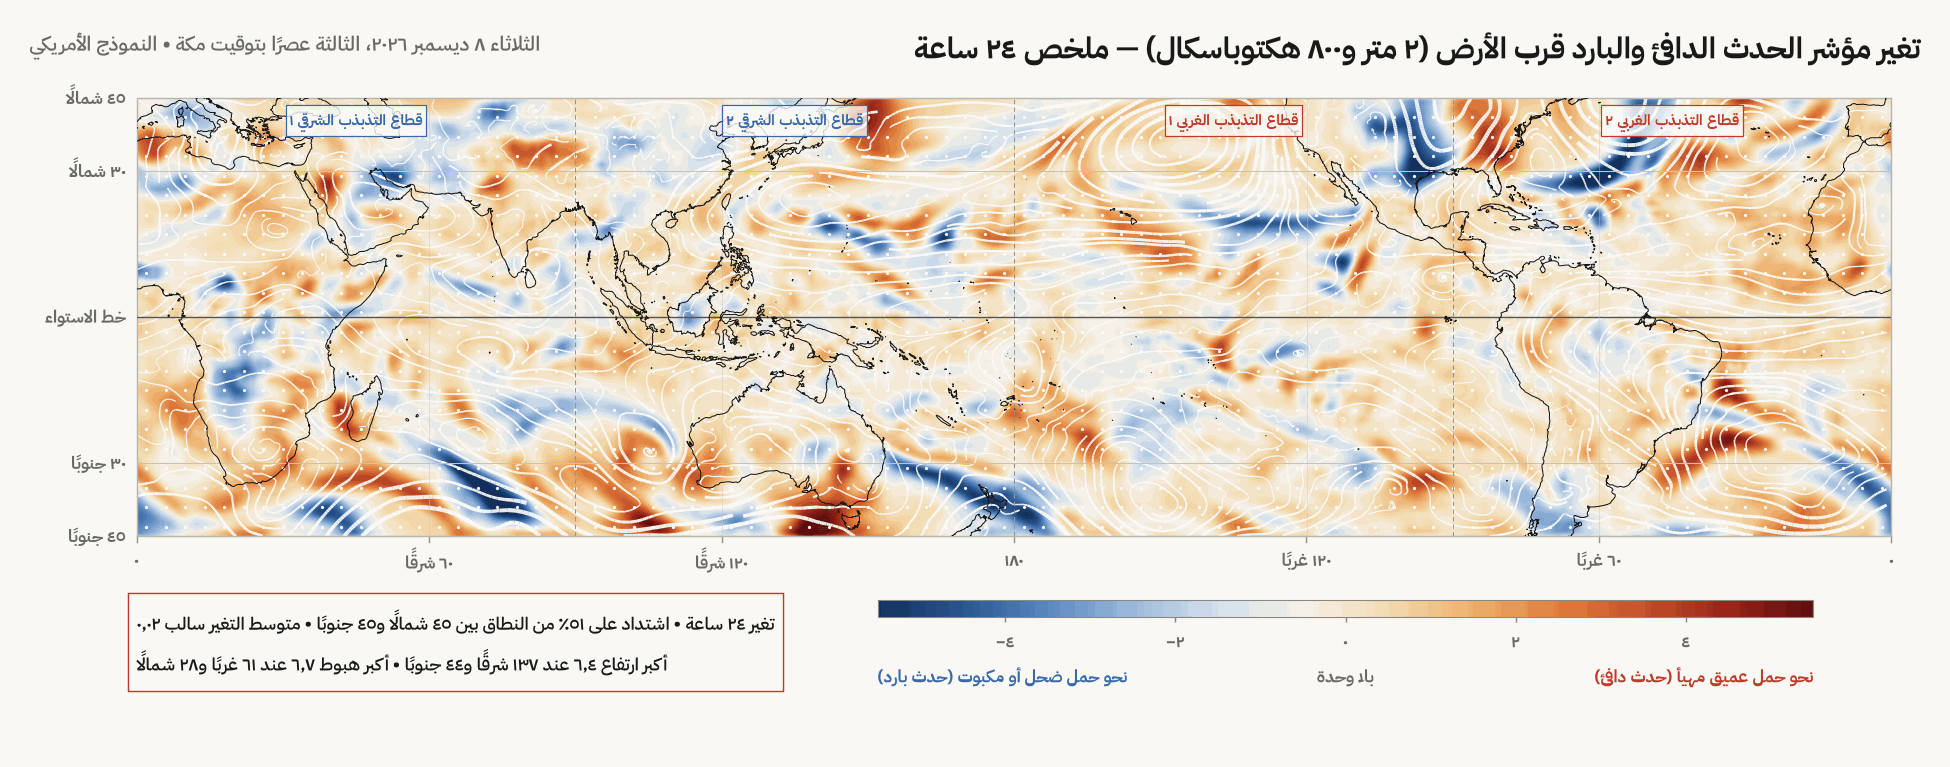 تغير مؤشر الحدث الدافئ والبارد قرب الأرض (٢ متر و٨٠٠ هكتوباسكال) — ملخص ٢٤ ساعة
الثلاثاء ٨ ديسمبر ٢٠٢٦، الثالثة عصرًا بتوقيت مكة • النموذج الأمريكي
قطاع التذبذب الشرقي ١
قطاع التذبذب الشرقي ٢
قطاع التذبذب الغربي ١
قطاع التذبذب الغربي ٢
٤٥ شمالًا
٣٠ شمالًا
خط الاستواء
٣٠ جنوبًا
٤٥ جنوبًا
٠
٦٠ شرقًا
١٢٠ شرقًا
١٨٠
١٢٠ غربًا
٦٠ غربًا
٠
تغير ٢٤ ساعة • اشتداد على ٥١٪ من النطاق بين ٤٥ شمالًا و٤٥ جنوبًا • متوسط التغير سالب ٠,٠٢
أكبر ارتفاع ٦,٤ عند ١٣٧ شرقًا و٤٤ جنوبًا • أكبر هبوط ٦,٧ عند ٦١ غربًا و٢٨ شمالًا
−٤
−٢
٠
٢
٤
نحو حمل ضحل أو مكبوت (حدث بارد)
بلا وحدة
نحو حمل عميق مهيأ (حدث دافئ)